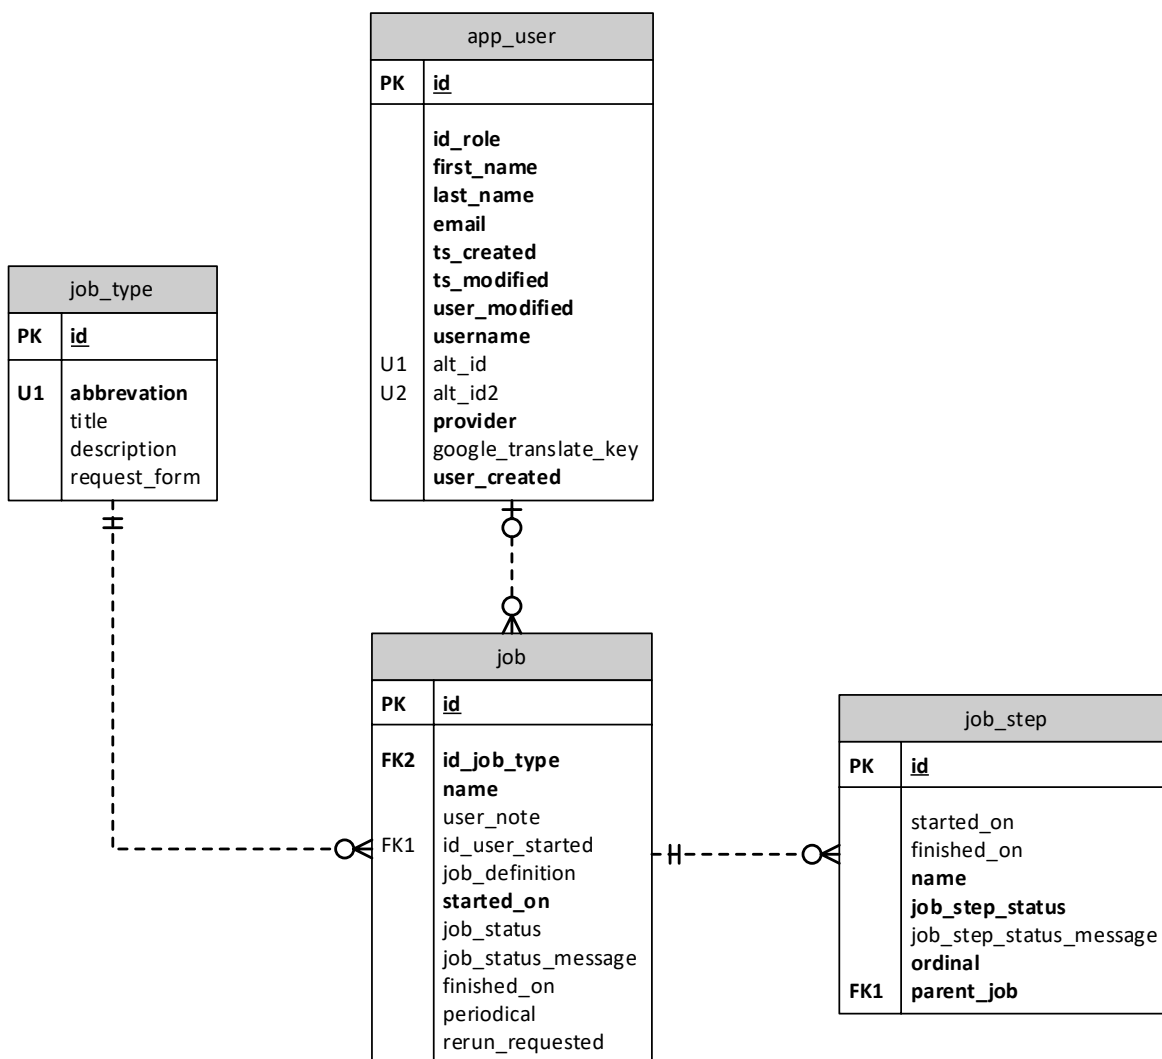 app_user
PK id
id_role
first_name
last_name
email
ts_created
ts_modified
user_modified
username
U1 alt_id
U2 alt_id2
provider
google_translate_key
user_created
job_type
PK id
U1 abbrevation
title
description
request_form
job
PK id
FK2 id_job_type
name
user_note
FK1 id_user_started
job_definition
started_on
job_status
job_status_message
finished_on
periodical
rerun_requested
job_step
PK id
started_on
finished_on
name
job_step_status
job_step_status_message
ordinal
FK1 parent_job